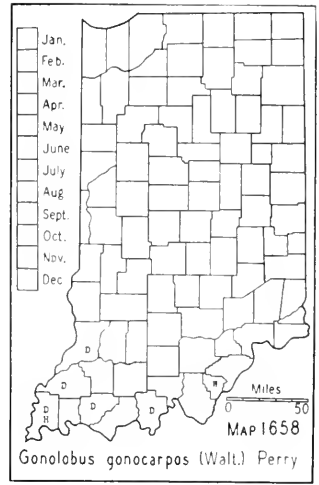 Jan.
Feb.
Mar.
Apr.
May
June
July
Aug
Sept.
Oct.
Nov.
Dec
D
D
D
H
D
D
W
Miles
0 50
MAP 1658
Gonolobus gonocarpos (Walt.) Perry